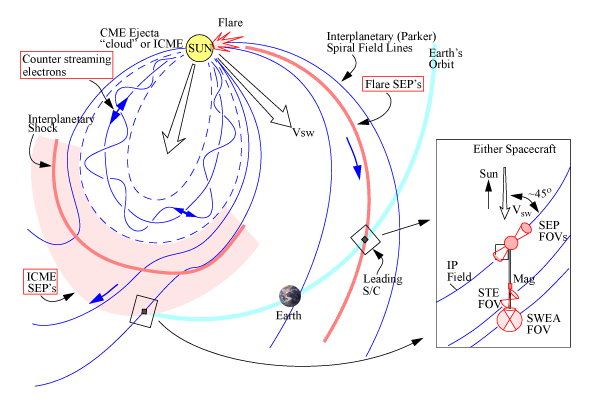 Flare
CME Ejecta
“cloud” or ICME
SUN
Interplanetary (Parker)
Spiral Field Lines
Earth's
Orbit
Counter streaming
electrons
Flare SEP's
Interplanetary
Shock
Vsw
Either Spacecraft
Sun
~45°
Vsw
SEP
FOVs
IP
Field
Mag
STE
FOV
SWEA
FOV
ICME
SEP's
Leading
S/C
Earth